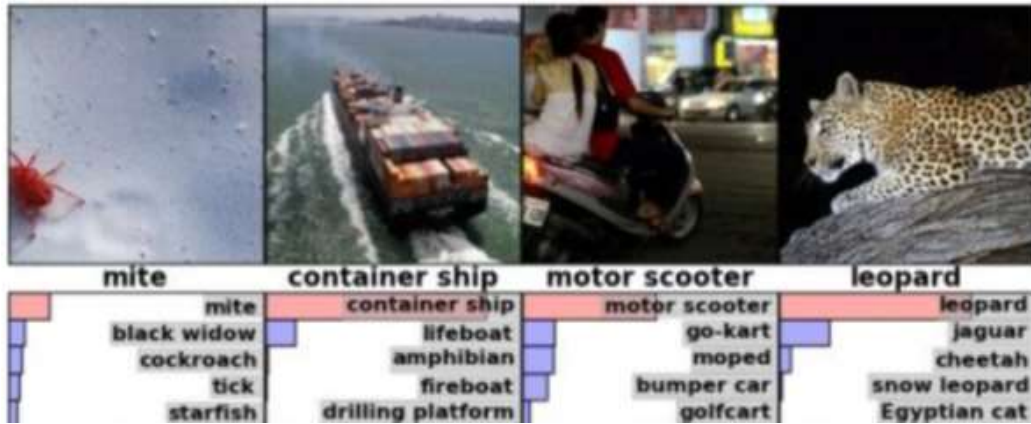 mite
container ship
motor scooter
leopard
mite
black widow
cockroach
tick
starfish
container ship
lifeboat
amphibian
fireboat
drilling platform
motor scooter
go-kart
moped
bumper car
golfcart
leopard
jaguar
cheetah
snow leopard
Egyptian cat